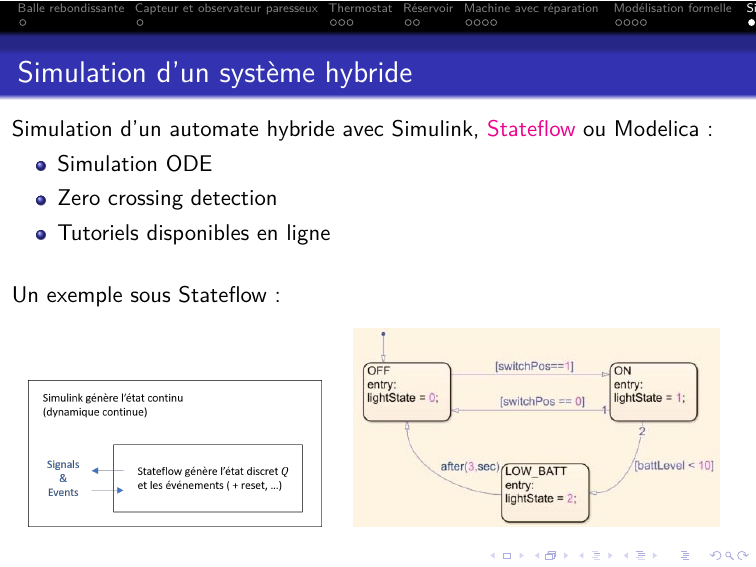 Balle rebondissante Capteur et observateur paresseux Thermostat Réservoir Machine avec réparation Modélisation formelle Si
Simulation d'un système hybride
Simulation d'un automate hybride avec Simulink, Stateflow ou Modelica :
Simulation ODE
Zero crossing detection
Tutoriels disponibles en ligne
Un exemple sous Stateflow :
Simulink génère l'état continu
(dynamique continue)
Signals
&
Events
Stateflow génère l'état discret Q
et les événements ( + reset, ...)
OFF
entry:
lightState = 0;
[switchPos==1]
[switchPos == 0]
ON
entry:
lightState = 1;
1
2
after(3,sec)
[battLevel < 10]
LOW_BATT
entry:
lightState = 2;